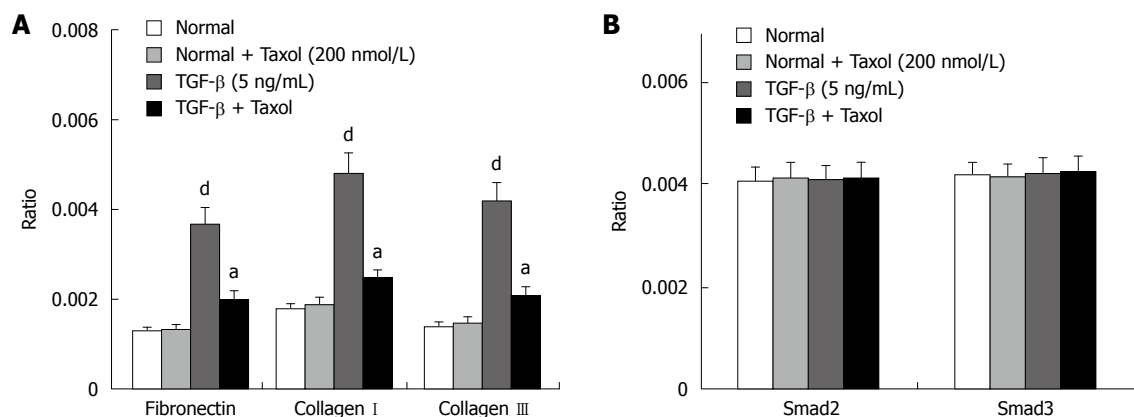 A
0.008
0.006
0.004
0.002
0
Ratio
Normal
Normal + Taxol (200 nmol/L)
TGF-β (5 ng/mL)
TGF-β + Taxol
d
a
d
a
d
a
Fibronectin
Collagen Ⅰ
Collagen Ⅲ
B
0.006
0.004
0.002
0
Ratio
Normal
Normal + Taxol (200 nmol/L)
TGF-β (5 ng/mL)
TGF-β + Taxol
Smad2
Smad3